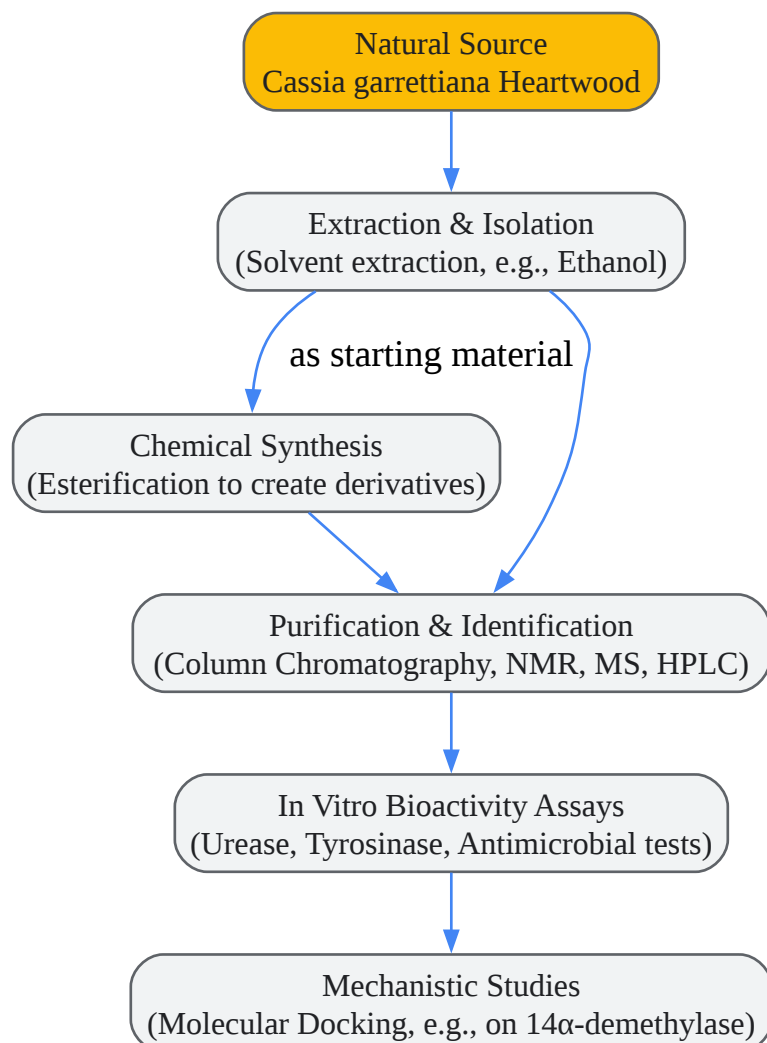 Natural Source
Cassia garrettiana Heartwood
Extraction & Isolation
(Solvent extraction, e.g., Ethanol)
as starting material
Chemical Synthesis
(Esterification to create derivatives)
Purification & Identification
(Column Chromatography, NMR, MS, HPLC)
In Vitro Bioactivity Assays
(Urease, Tyrosinase, Antimicrobial tests)
Mechanistic Studies
(Molecular Docking, e.g., on 14α-demethylase)